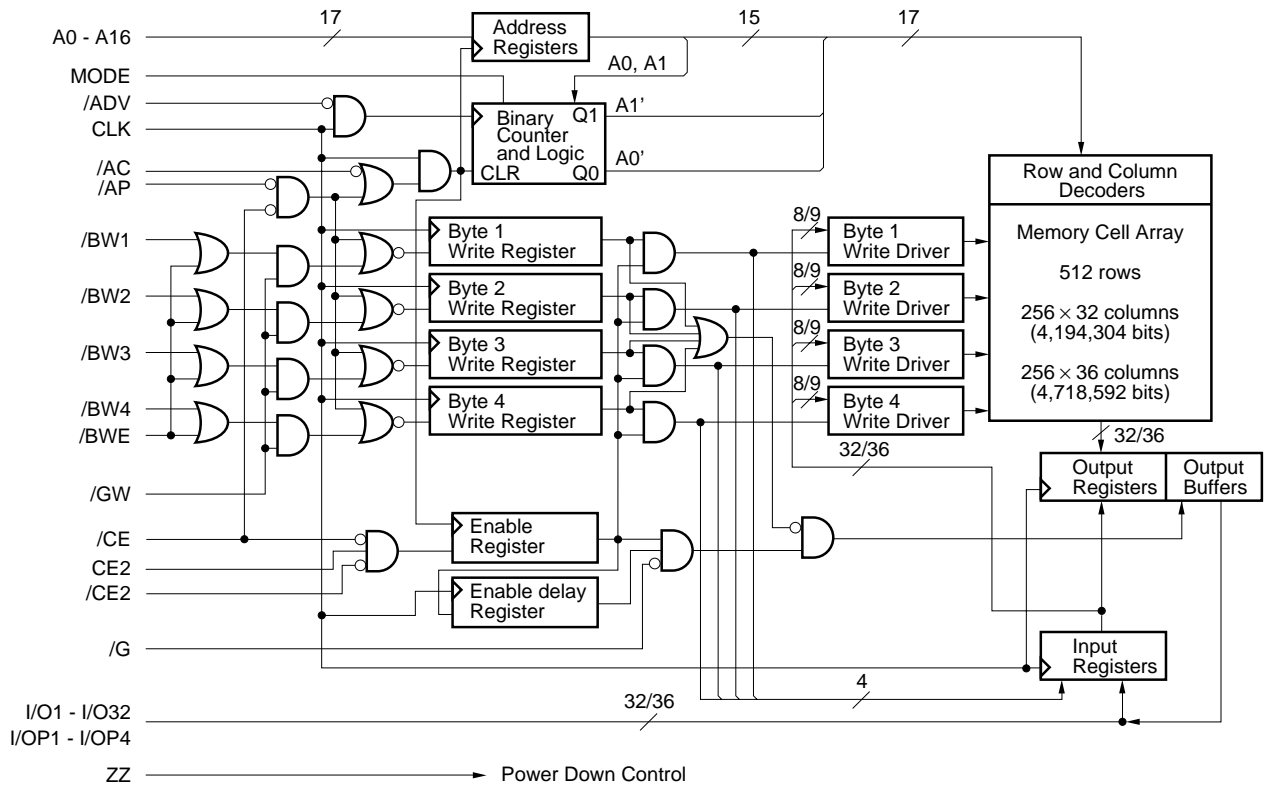 17
15
17
A0 - A16
Address
Registers
A0, A1
MODE
/ADV
CLK
Binary
Counter
and Logic
CLR
Q1
Q0
A1’
A0’
/AC
/AP
Row and Column
Decoders
Memory Cell Array
512 rows
256 × 32 columns
(4,194,304 bits)
256 × 36 columns
(4,718,592 bits)
/BW1
Byte 1
Write Register
8/9
Byte 1
Write Driver
/BW2
Byte 2
Write Register
8/9
Byte 2
Write Driver
/BW3
Byte 3
Write Register
8/9
Byte 3
Write Driver
/BW4
/BWE
Byte 4
Write Register
8/9
Byte 4
Write Driver
32/36
32/36
Output
Registers
Output
Buffers
/GW
/CE
CE2
/CE2
Enable
Register
Enable delay
Register
/G
Input
Registers
4
32/36
I/O1 - I/O32
I/OP1 - I/OP4
ZZ
Power Down Control